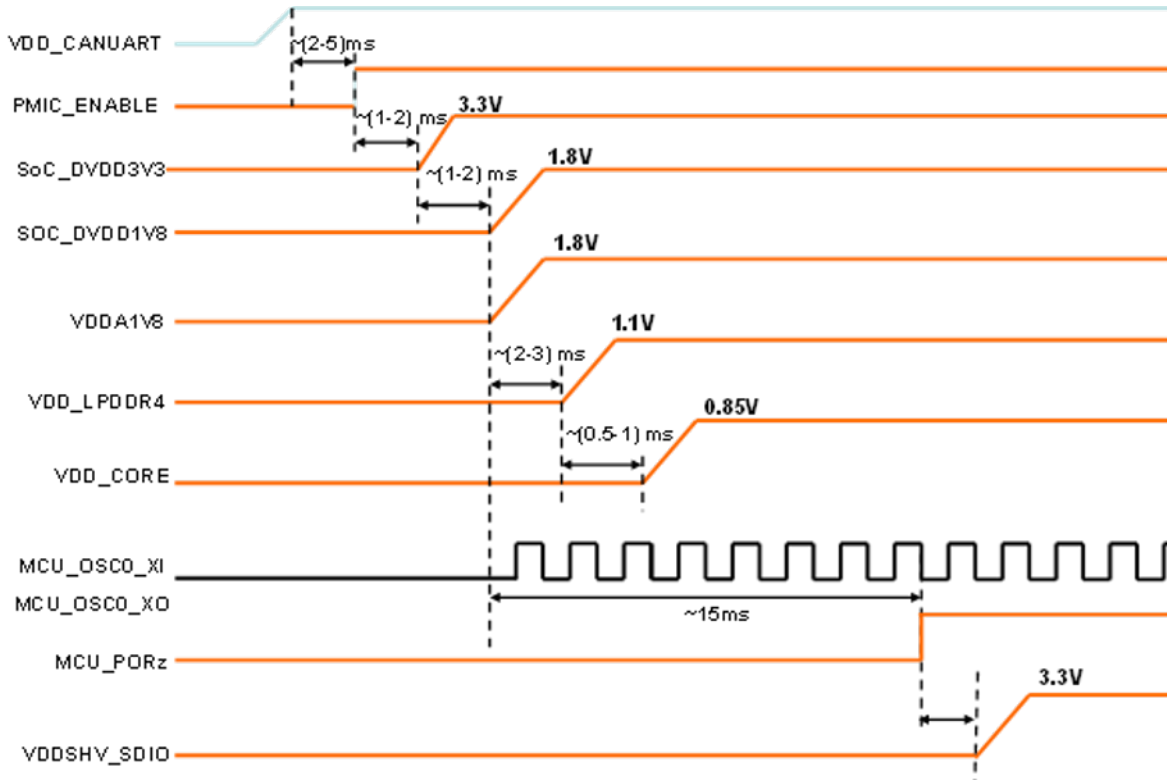 VDD_CANUART
~(2-5)ms
PMIC_ENABLE
~(1-2) ms
3.3V
SoC_DVDD3V3
~(1-2) ms
1.8V
SOC_DVDD1V8
1.8V
VDDA1V8
1.1V
~(2-3) ms
VDD_LPDDR4
0.85V
~(0.5-1) ms
VDD_CORE
MCU_OSC0_XI
MCU_OSC0_XO
~15ms
MCU_PORz
3.3V
VDDSHV_SDIO